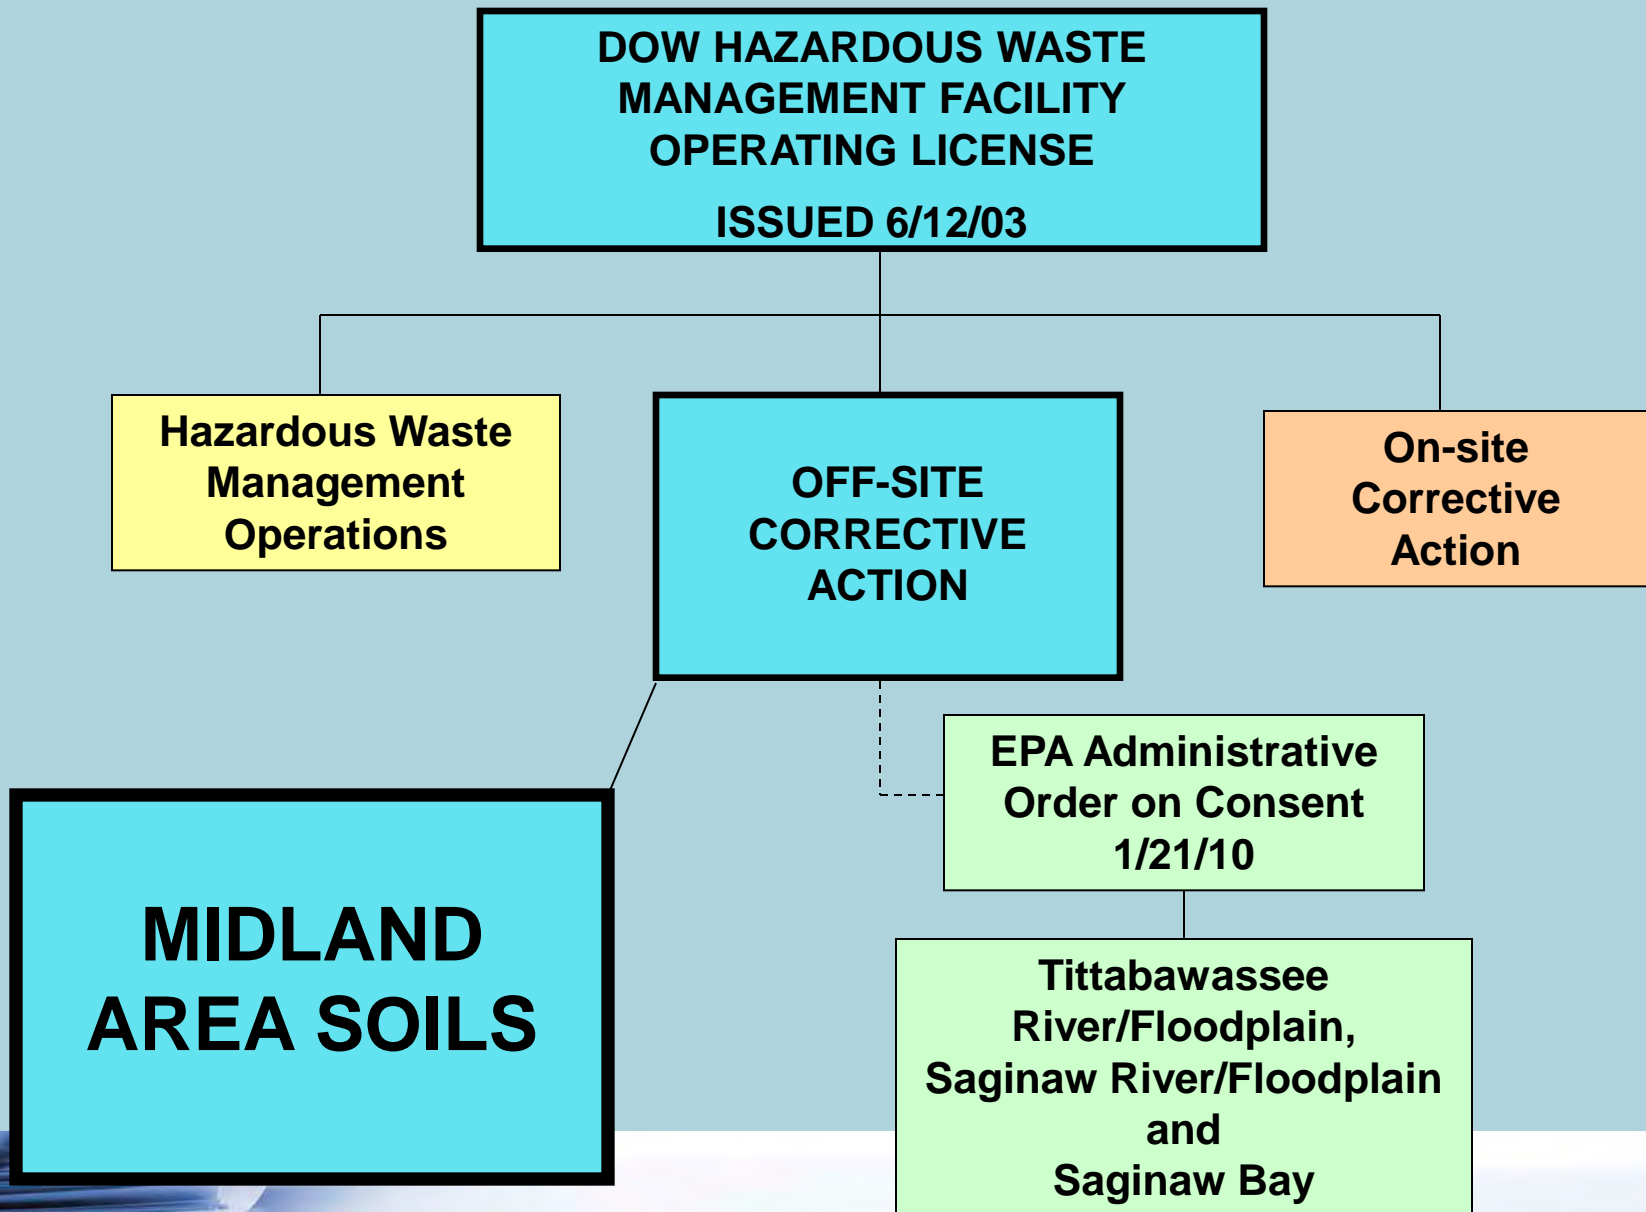 DOW HAZARDOUS WASTE
MANAGEMENT FACILITY
OPERATING LICENSE
ISSUED 6/12/03
Hazardous Waste
Management
Operations
OFF-SITE
CORRECTIVE
ACTION
On-site
Corrective
Action
EPA Administrative
Order on Consent
1/21/10
MIDLAND
AREA SOILS
Tittabawassee
River/Floodplain,
Saginaw River/Floodplain
and
Saginaw Bay